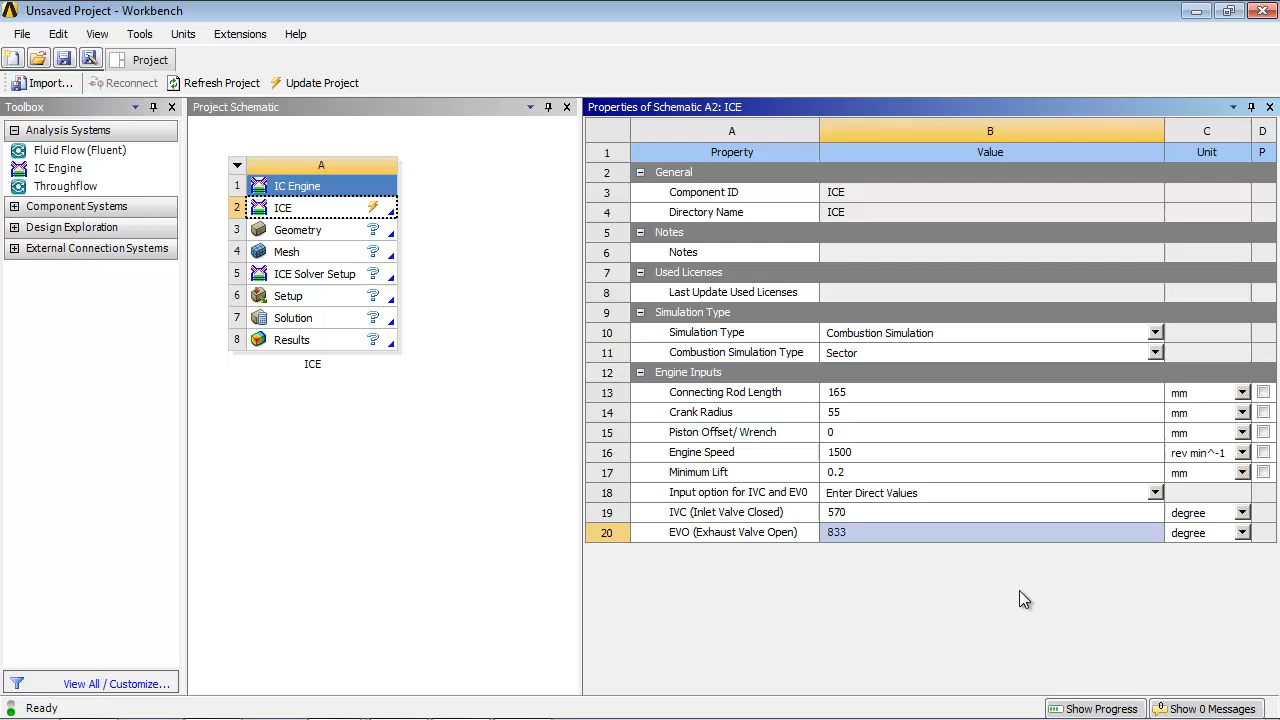 Unsaved Project - Workbench
File Edit View Tools Units Extensions Help
Project
Import... Reconnect Refresh Project Update Project
Toolbox
Analysis Systems
Fluid Flow (Fluent)
IC Engine
Throughflow
Component Systems
Design Exploration
External Connection Systems
View All / Customize...
Project Schematic
A
1 IC Engine
2 ICE
3 Geometry ?
4 Mesh ?
5 ICE Solver Setup ?
6 Setup ?
7 Solution ?
8 Results ?
ICE
Properties of Schematic A2: ICE
A B C D
1 Property Value Unit P
2 General
3 Component ID ICE
4 Directory Name ICE
5 Notes
6 Notes
7 Used Licenses
8 Last Update Used Licenses
9 Simulation Type
10 Simulation Type Combustion Simulation
11 Combustion Simulation Type Sector
12 Engine Inputs
13 Connecting Rod Length 165 mm
14 Crank Radius 55 mm
15 Piston Offset/ Wrench 0 mm
16 Engine Speed 1500 rev min^-1
17 Minimum Lift 0.2 mm
18 Input option for IVC and EV0 Enter Direct Values
19 IVC (Inlet Valve Closed) 570 degree
20 EVO (Exhaust Valve Open) 833 degree
Ready
Show Progress Show 0 Messages